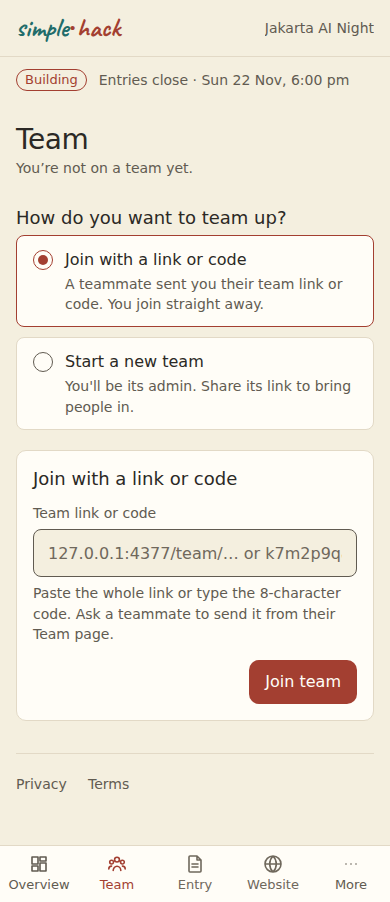 simple·hack
Jakarta AI Night
Building
Entries close · Sun 22 Nov, 6:00 pm
Team
You’re not on a team yet.
How do you want to team up?
Join with a link or code
A teammate sent you their team link or
code. You join straight away.
Start a new team
You'll be its admin. Share its link to bring
people in.
Join with a link or code
Team link or code
127.0.0.1:4377/team/… or k7m2p9q
Paste the whole link or type the 8-character
code. Ask a teammate to send it from their
Team page.
Join team
Privacy
Terms
Overview
Team
Entry
Website
More